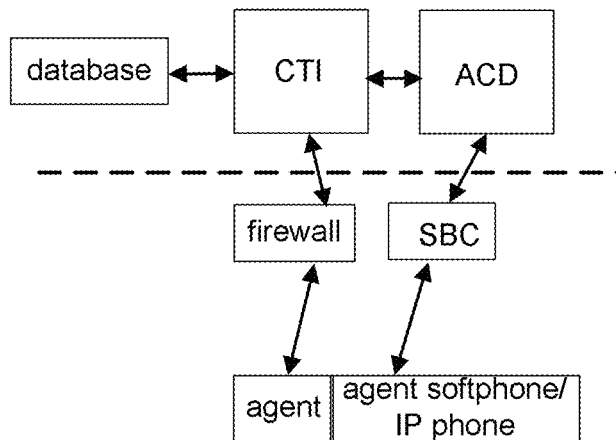 database
CTI
ACD
firewall
SBC
agent
agent softphone/
IP phone